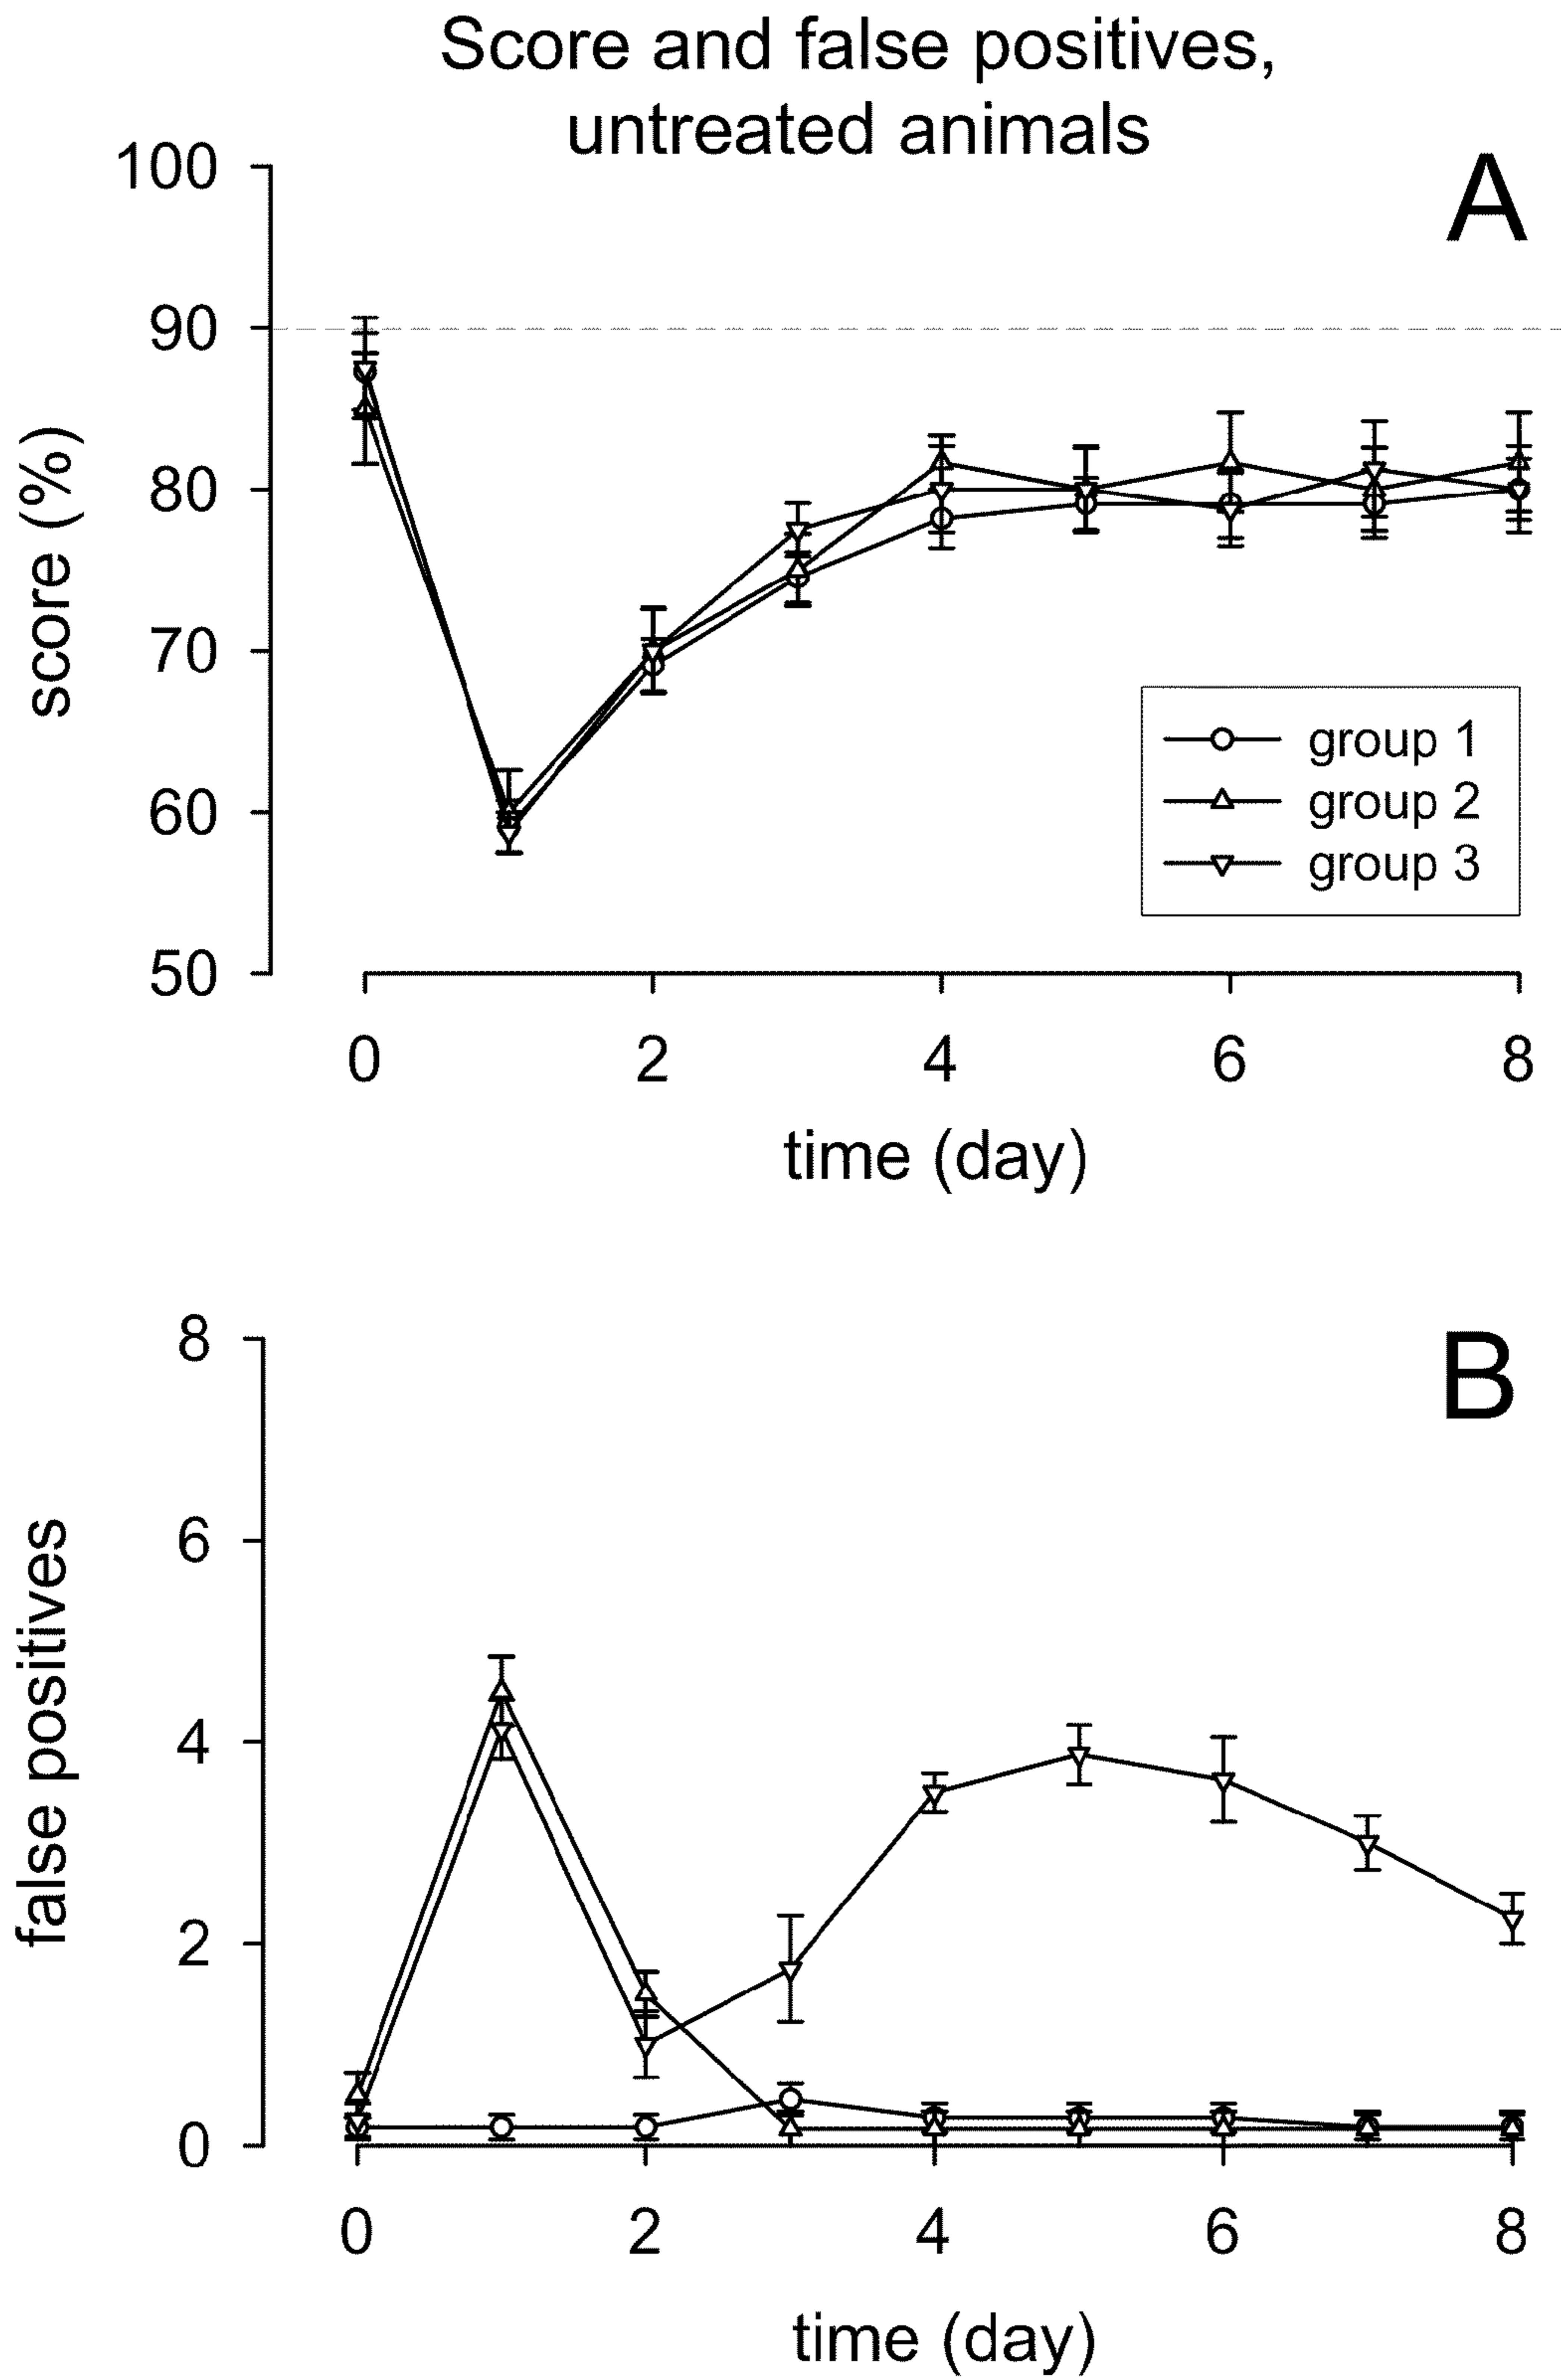 Score and false positives,
untreated animals
A
100
90
80
70
60
50
score (%)
group 1
group 2
group 3
0 2 4 6 8
time (day)
B
8
6
4
2
0
false positives
0 2 4 6 8
time (day)